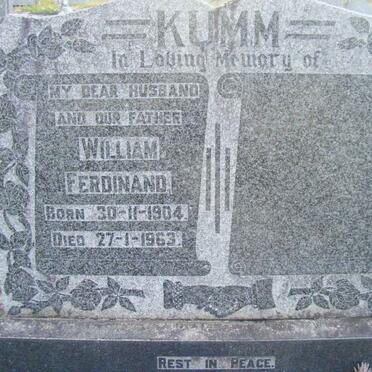 KUMM
In Loving Memory of
MY DEAR HUSBAND
AND OUR FATHER
WILLIAM
FERDINAND
BORN 30-11-1904
DIED 27-1-1963
REST IN PEACE.